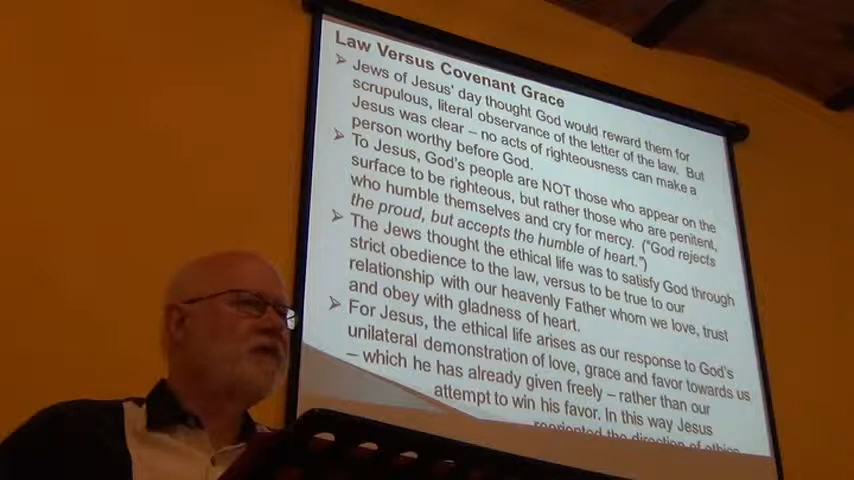 Law Versus Covenant Grace
➢ Jews of Jesus' day thought God would reward them for
scrupulous, literal observance of the letter of the law. But
Jesus was clear – no acts of righteousness can make a
person worthy before God.
➢ To Jesus, God's people are NOT those who appear on the
surface to be righteous, but rather those who are penitent,
who humble themselves and cry for mercy. ("God rejects
the proud, but accepts the humble of heart.")
➢ The Jews thought the ethical life was to satisfy God through
strict obedience to the law, versus to be true to our
relationship with our heavenly Father whom we love, trust
and obey with gladness of heart.
➢ For Jesus, the ethical life arises as our response to God's
unilateral demonstration of love, grace and favor towards us
– which he has already given freely – rather than our
attempt to win his favor. In this way Jesus
reoriented the direction of ethics